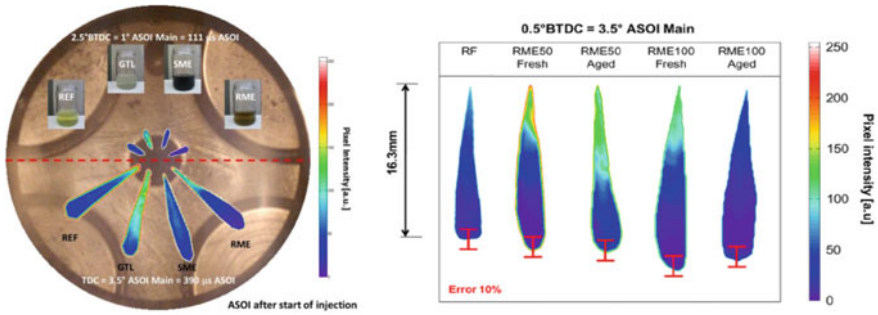 2.5°BTDC = 1° ASOI Main = 111 µs ASOI
GTL
SME
REF
RME
REF
GTL
SME
RME
TDC = 3.5° ASOI Main = 390 µs ASOI
ASOI after start of injection
Pixel Intensity [a.u.]
0.5°BTDC = 3.5° ASOI Main
RF
RME50
Fresh
RME50
Aged
RME100
Fresh
RME100
Aged
16.3mm
Error 10%
250
200
150
100
50
0
Pixel intensity [a.u]